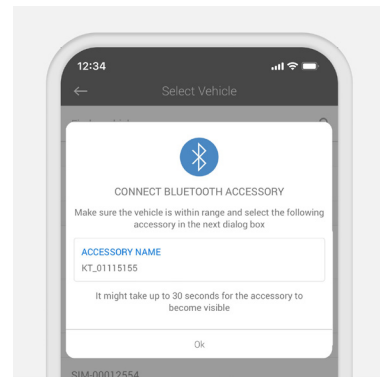 12:34
Select Vehicle
CONNECT BLUETOOTH ACCESSORY
Make sure the vehicle is within range and select the following
accessory in the next dialog box
ACCESSORY NAME
KT_01115155
It might take up to 30 seconds for the accessory to
become visible
Ok
SIM-00012554